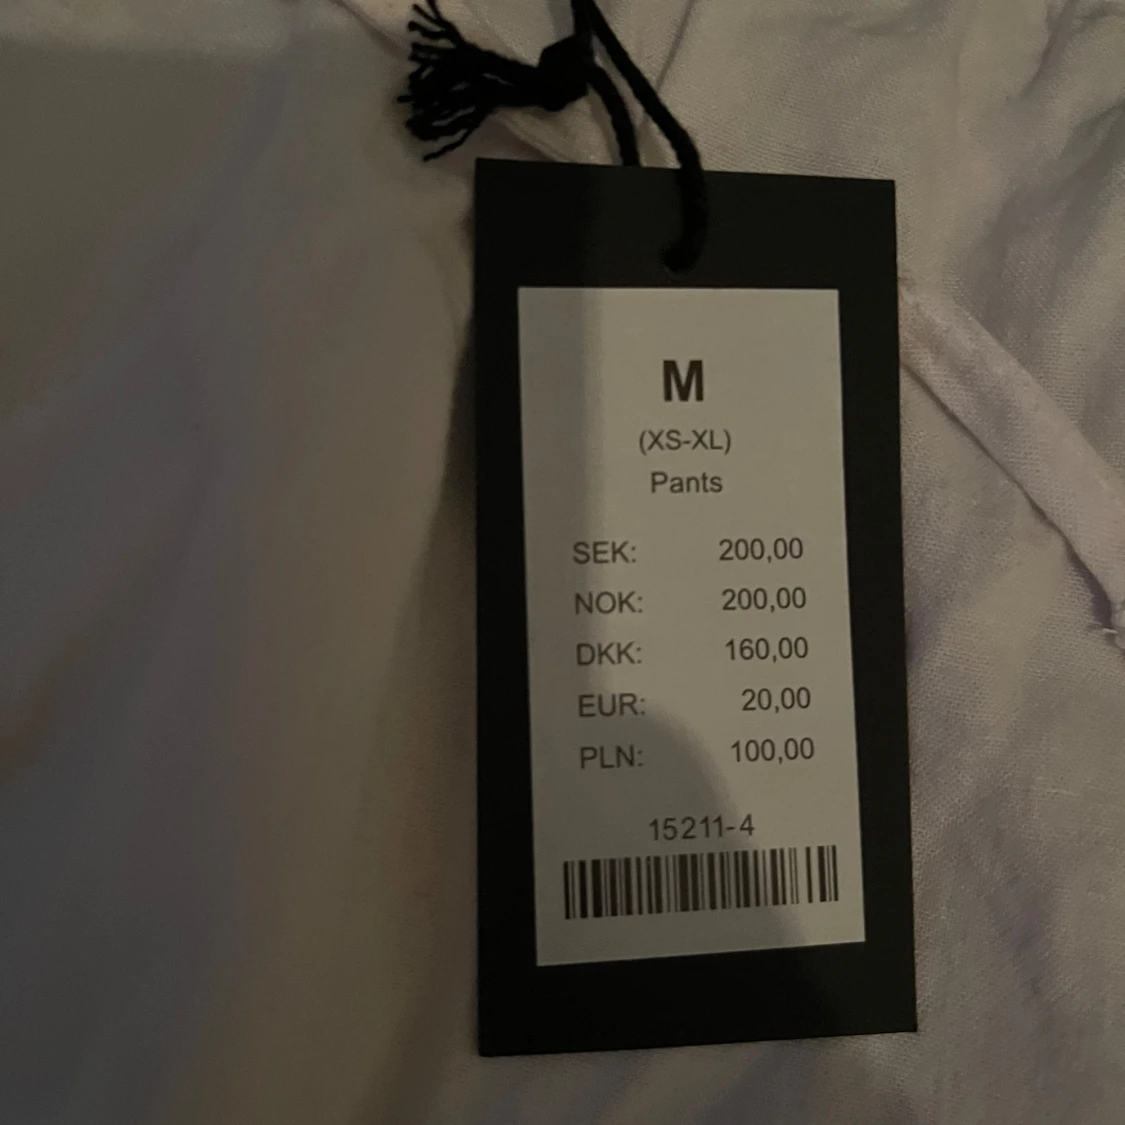 M
(XS-XL)
Pants
SEK: 200,00
NOK: 200,00
DKK: 160,00
EUR: 20,00
PLN: 100,00
15211-4